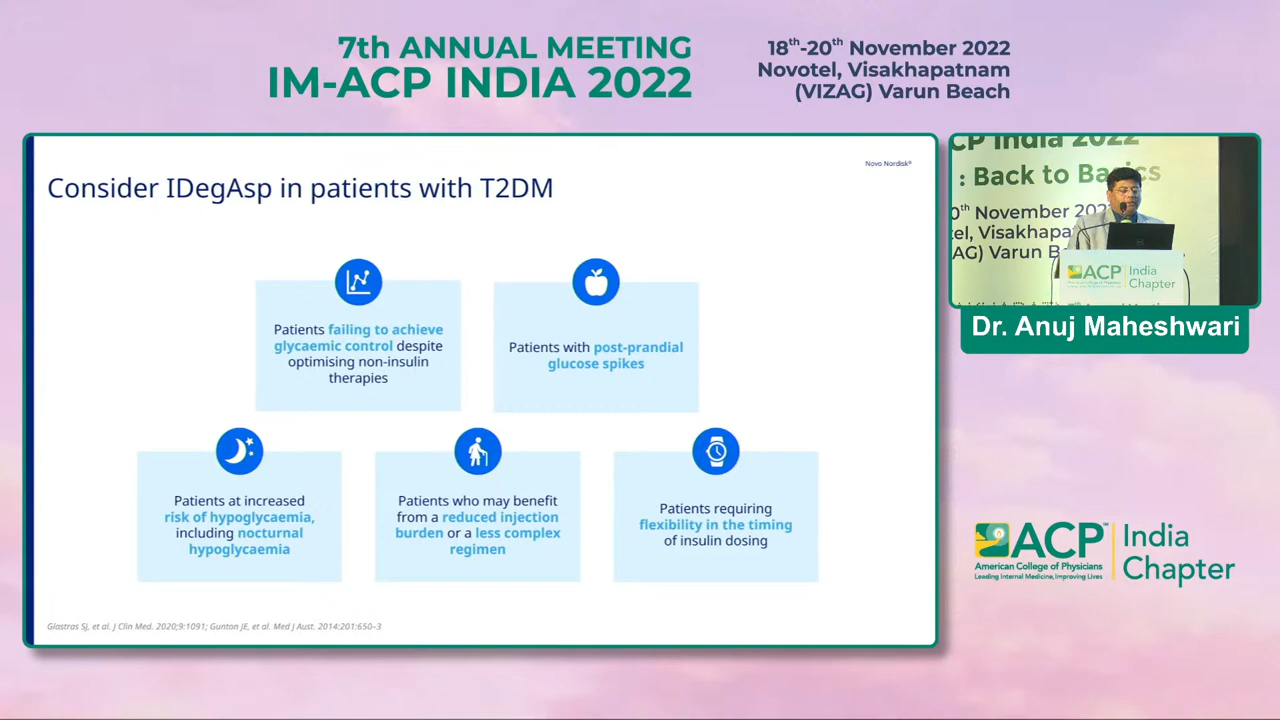 7th ANNUAL MEETING
IM-ACP INDIA 2022
18th-20th November 2022
Novotel, Visakhapatnam
(VIZAG) Varun Beach
Novo Nordisk®
Consider IDegAsp in patients with T2DM
Patients failing to achieve
glycaemic control despite
optimising non-insulin
therapies
Patients with post-prandial
glucose spikes
Patients at increased
risk of hypoglycaemia,
including nocturnal
hypoglycaemia
Patients who may benefit
from a reduced injection
burden or a less complex
regimen
Patients requiring
flexibility in the timing
of insulin dosing
Glastras SJ, et al. J Clin Med. 2020;9:1091; Gunton JE, et al. Med J Aust. 2014:201:650–3
CP India 2022
: Back to Basics
0th November 202
tel, Visakhapa
AG) Varun B
ACP India
Chapter
Dr. Anuj Maheshwari
ACP™
American College of Physicians
Leading Internal Medicine, Improving Lives
India
Chapter